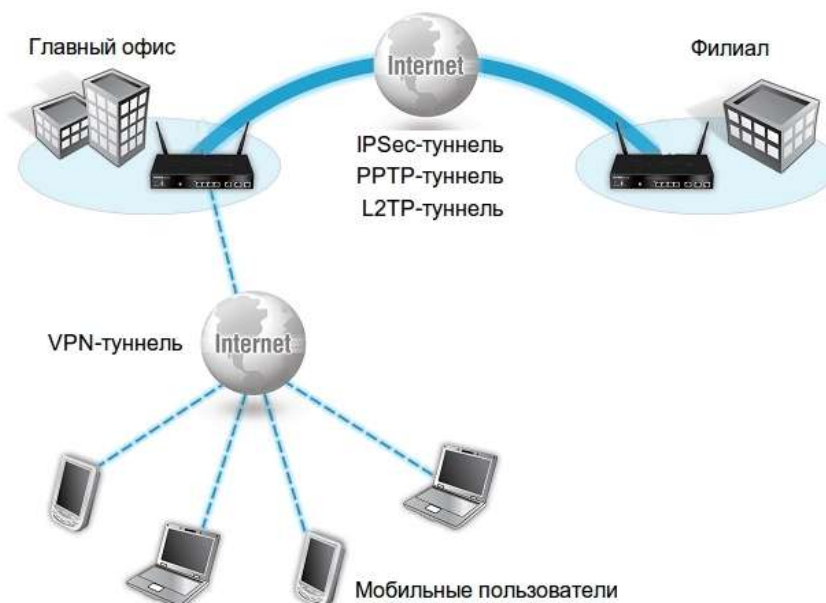 Главный офис
Internet
Филиал
IPSec-туннель
PPTP-туннель
L2TP-туннель
VPN-туннель
Internet
Мобильные пользователи